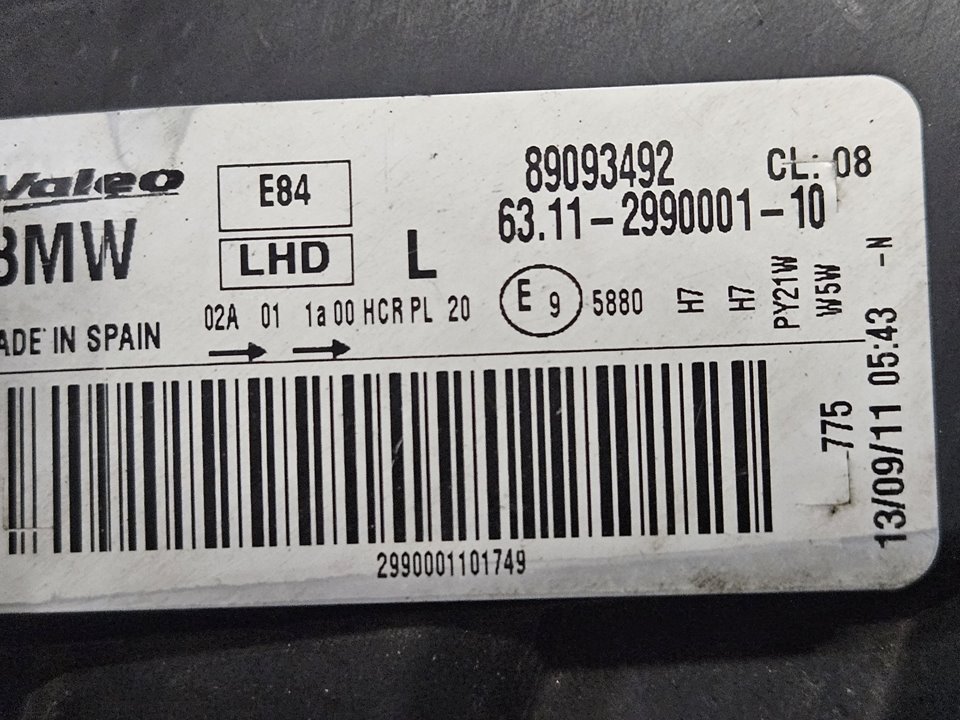 Valeo
BMW
MADE IN SPAIN
E84
LHD
L
89093492
CL: 08
63.11-2990001-10
02A 01 1a 00 HCR PL 20
E 9
5880
H7
H7
PY21W
W5W
775
13/09/11 05:43 -N
2990001101749